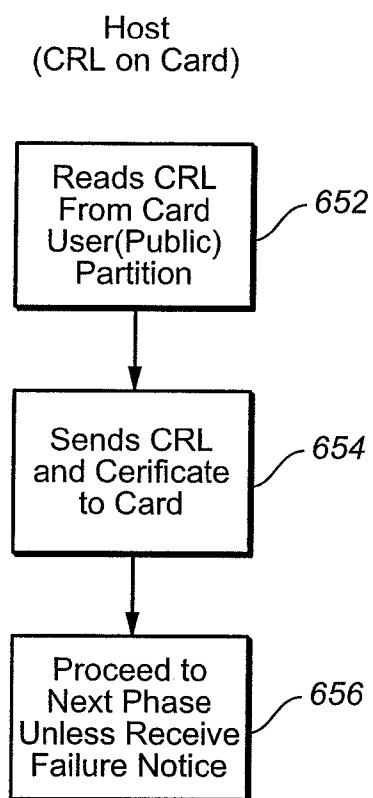 Host
(CRL on Card)
Reads CRL
From Card
User(Public)
Partition
652
Sends CRL
and Cerificate
to Card
654
Proceed to
Next Phase
Unless Receive
Failure Notice
656